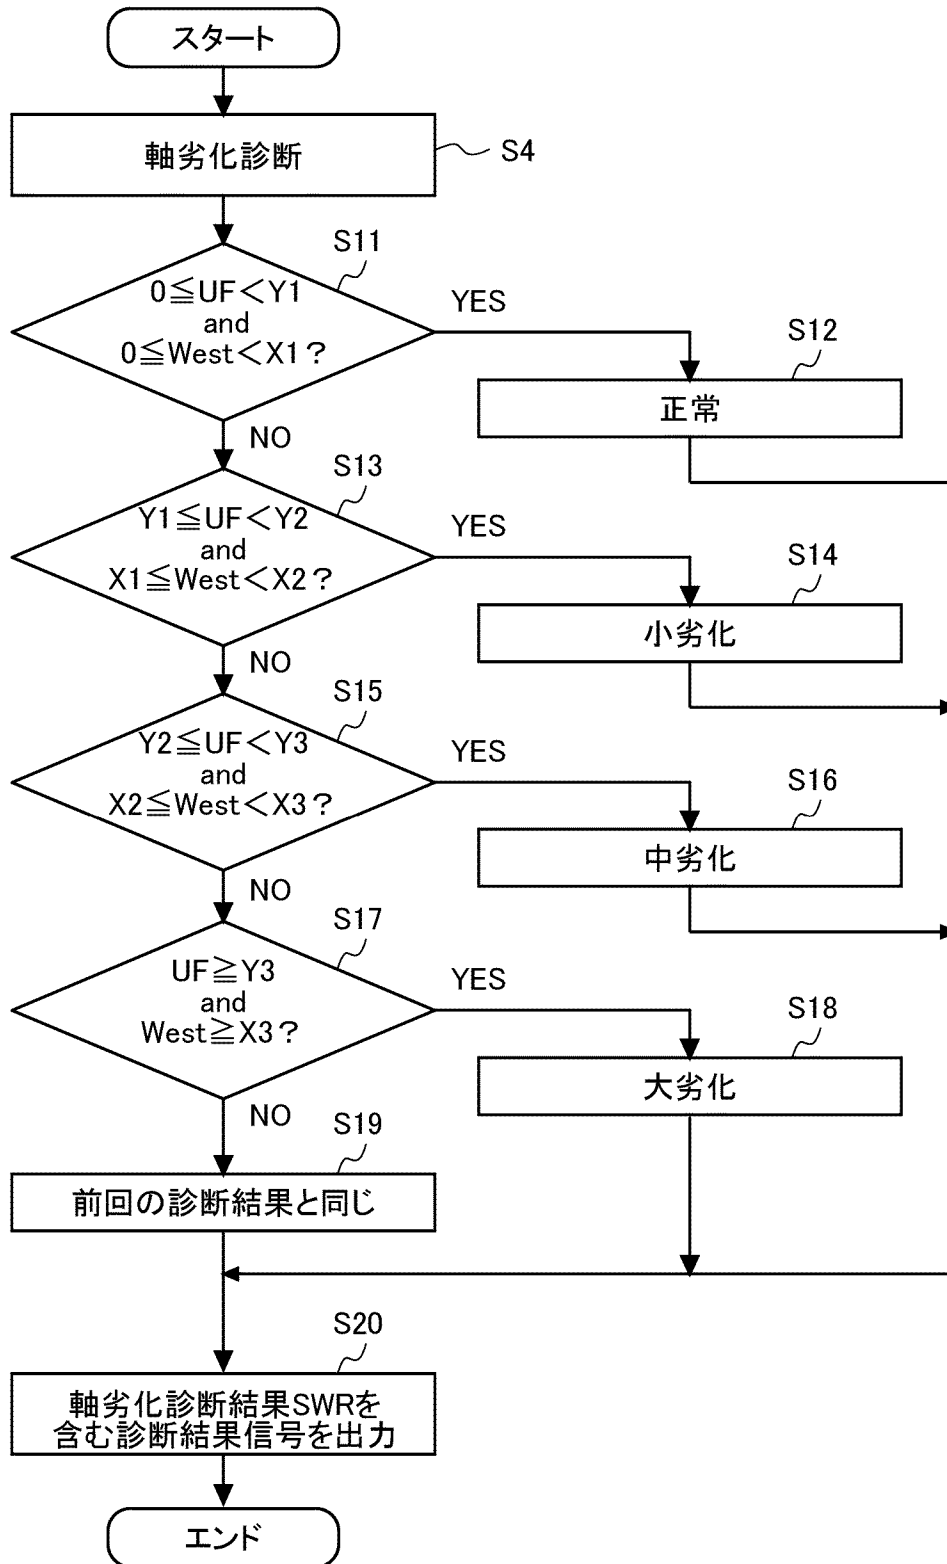 スタート
軸劣化診断
S4
S11
0≦UF<Y1
and
0≦West<X1?
YES
S12
正常
NO
S13
Y1≦UF<Y2
and
X1≦West<X2?
YES
S14
小劣化
NO
S15
Y2≦UF<Y3
and
X2≦West<X3?
YES
S16
中劣化
NO
S17
UF≧Y3
and
West≧X3?
YES
S18
大劣化
NO
S19
前回の診断結果と同じ
S20
軸劣化診断結果SWRを
含む診断結果信号を出力
エンド